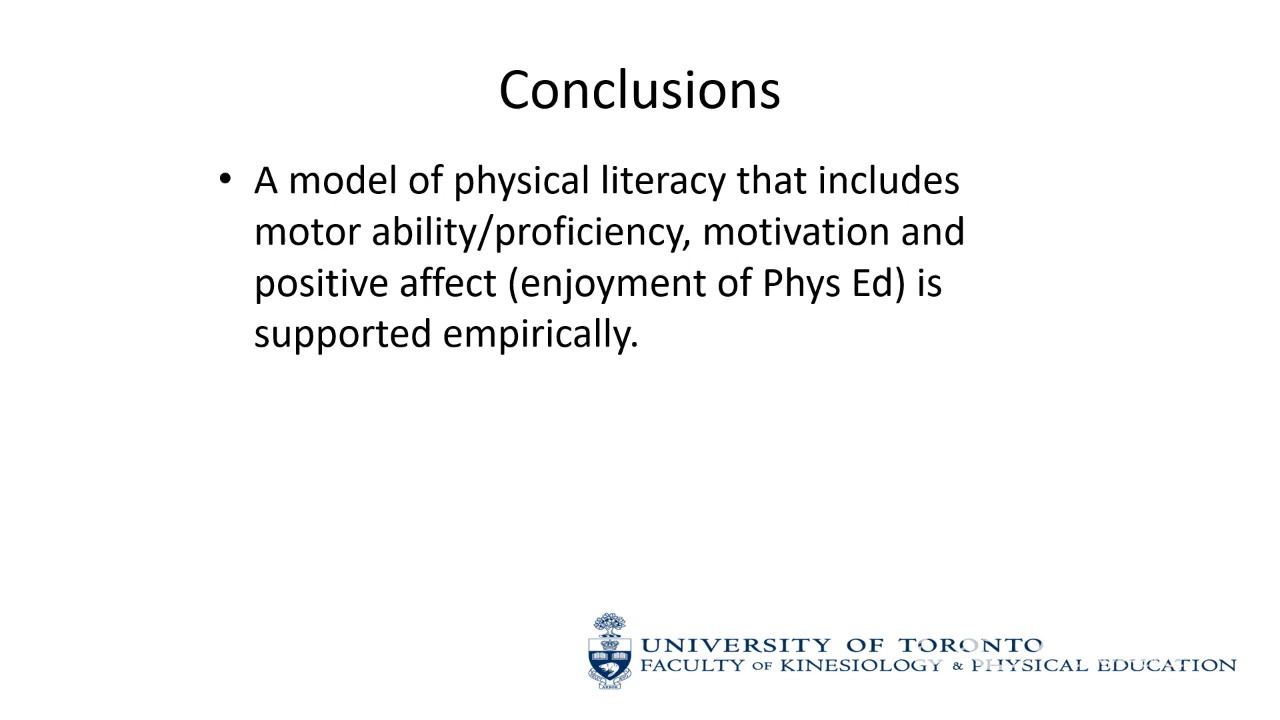 Conclusions
• A model of physical literacy that includes
motor ability/proficiency, motivation and
positive affect (enjoyment of Phys Ed) is
supported empirically.
UNIVERSITY OF TORONTO
FACULTY OF KINESIOLOGY & PHYSICAL EDUCATION